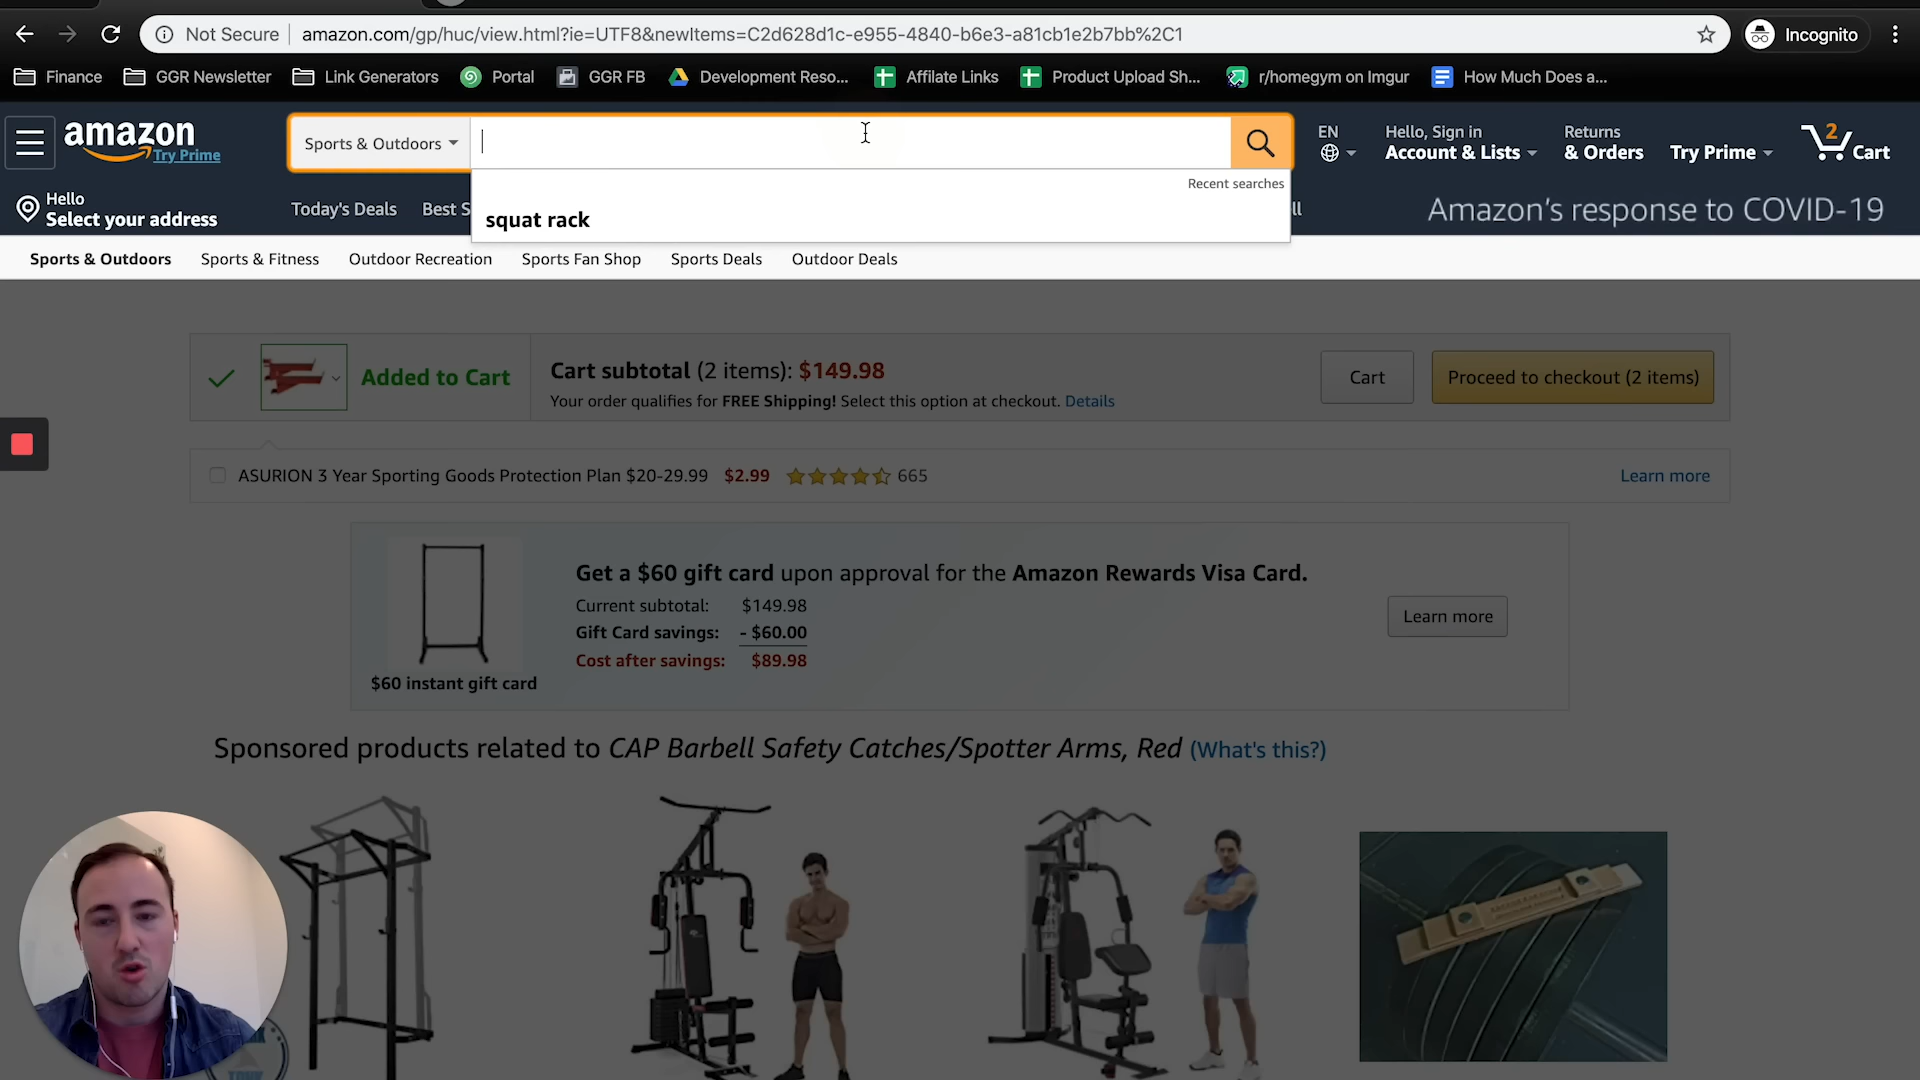 Not Secure amazon.com/gp/huc/view.html?ie=UTF8&newItems=C2d628d1c-e955-4840-b6e3-a81cb1e2b7bb%2C1 Incognito
Finance GGR Newsletter Link Generators Portal GGR FB Development Reso... Affilate Links Product Upload Sh... r/homegym on Imgur How Much Does a...
amazon Try Prime
Sports & Outdoors
EN
Hello, Sign in
Account & Lists
Returns
& Orders
Try Prime
2
Cart
Hello
Select your address
Today's Deals Best S
Recent searches
squat rack
ll
Amazon's response to COVID-19
Sports & Outdoors Sports & Fitness Outdoor Recreation Sports Fan Shop Sports Deals Outdoor Deals
Added to Cart
Cart subtotal (2 items): $149.98
Your order qualifies for FREE Shipping! Select this option at checkout. Details
Cart
Proceed to checkout (2 items)
ASURION 3 Year Sporting Goods Protection Plan $20-29.99 $2.99 665 Learn more
Get a $60 gift card upon approval for the Amazon Rewards Visa Card.
Current subtotal: $149.98
Gift Card savings: - $60.00
Cost after savings: $89.98
Learn more
$60 instant gift card
Sponsored products related to CAP Barbell Safety Catches/Spotter Arms, Red (What's this?)